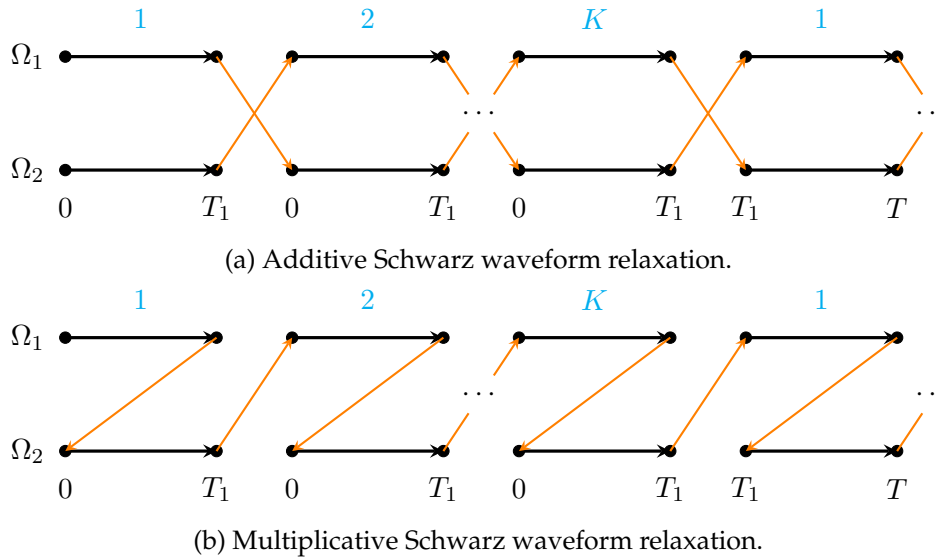 1 2 K 1
Ω₁
⋯ ⋯
Ω₂
0 T₁ 0 T₁ 0 T₁ T₁ T
(a) Additive Schwarz waveform relaxation.
1 2 K 1
Ω₁
⋯ ⋯
Ω₂
0 T₁ 0 T₁ 0 T₁ T₁ T
(b) Multiplicative Schwarz waveform relaxation.